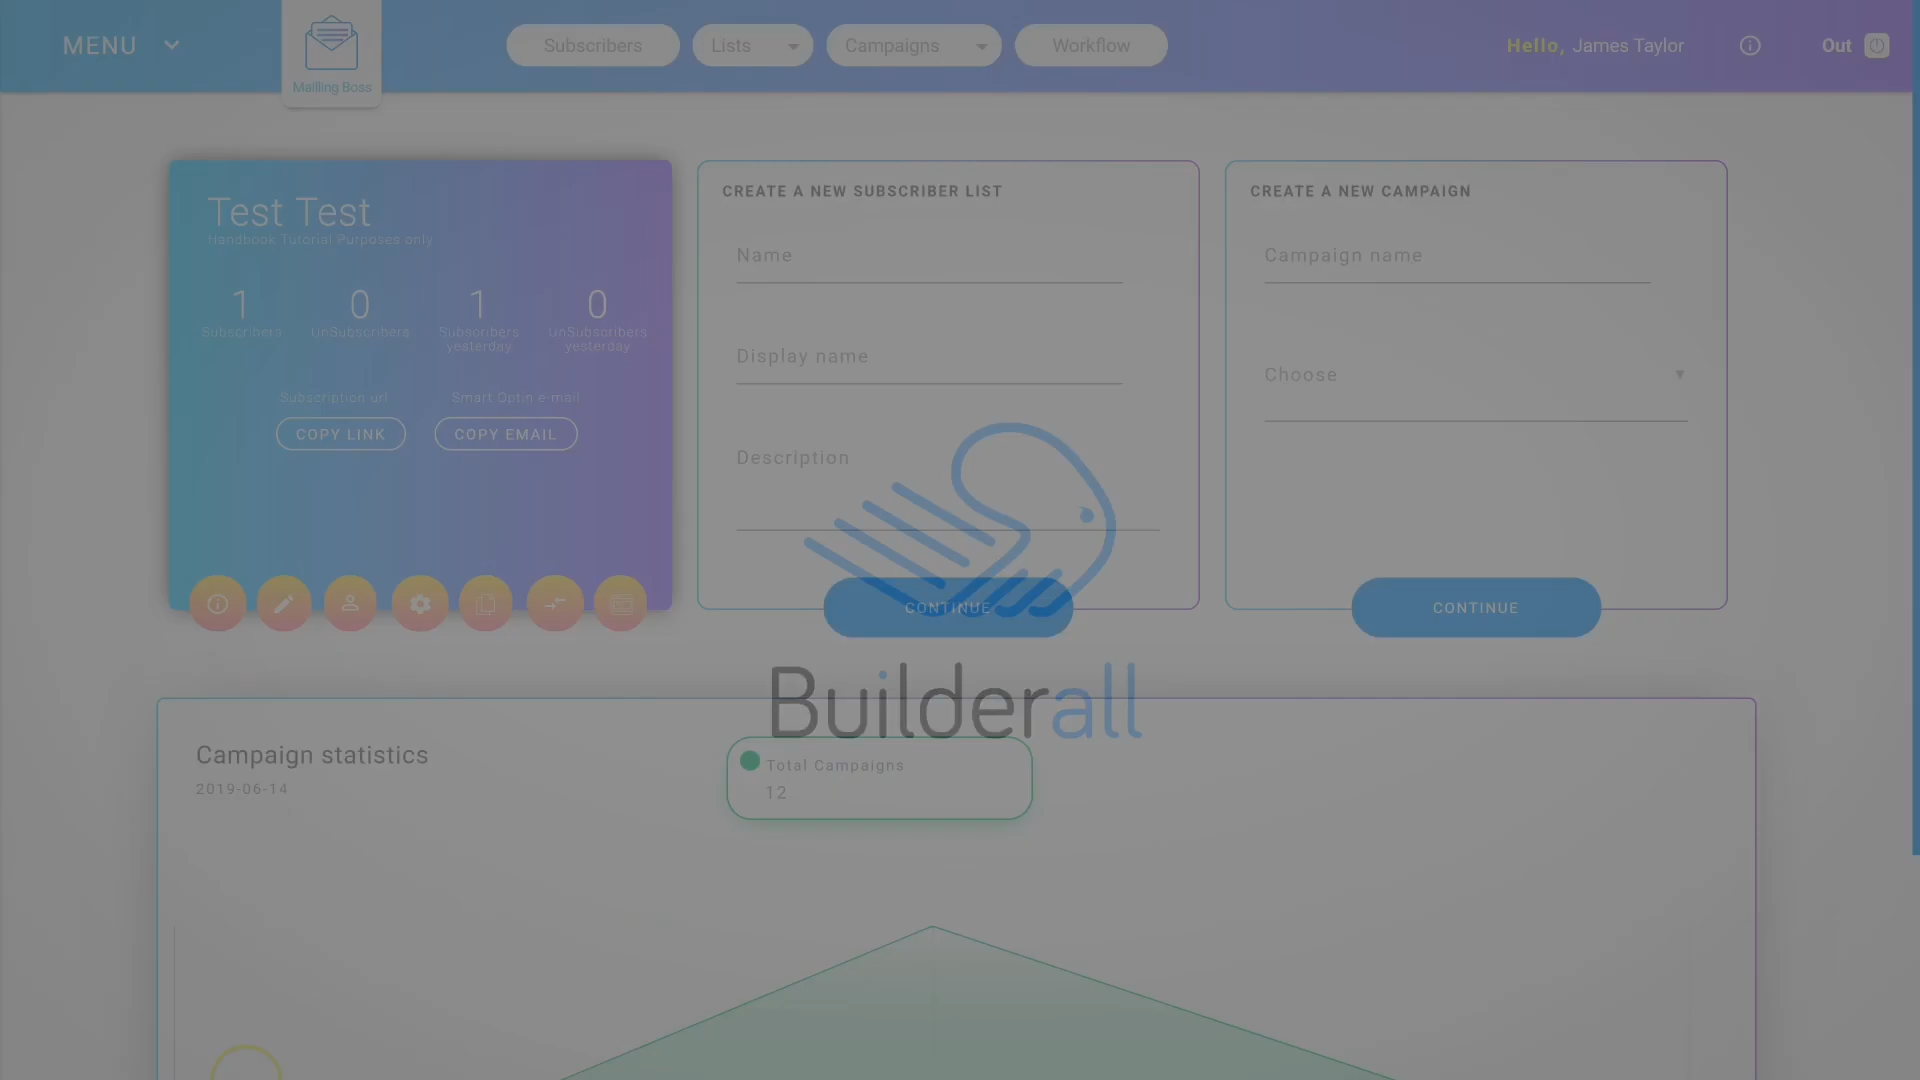 MENU
Mailling Boss
Subscribers
Lists
Campaigns
Workflow
Hello, James Taylor
Out
Test Test
Handbook Tutorial Purposes only
1
Subscribers
0
UnSubscribers
1
Subscribers
yesterday
0
UnSubscribers
yesterday
Subscription url
COPY LINK
Smart Optin e-mail
COPY EMAIL
CREATE A NEW SUBSCRIBER LIST
Name
Display name
Description
CONTINUE
CREATE A NEW CAMPAIGN
Campaign name
Choose
CONTINUE
Builderall
Campaign statistics
2019-06-14
Total Campaigns
12